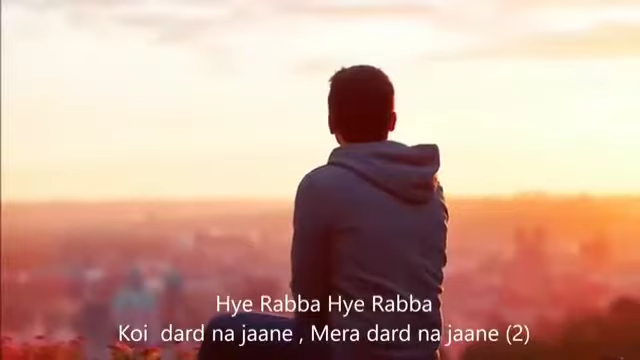 Hye Rabba Hye Rabba
Koi  dard na jaane , Mera dard na jaane (2)